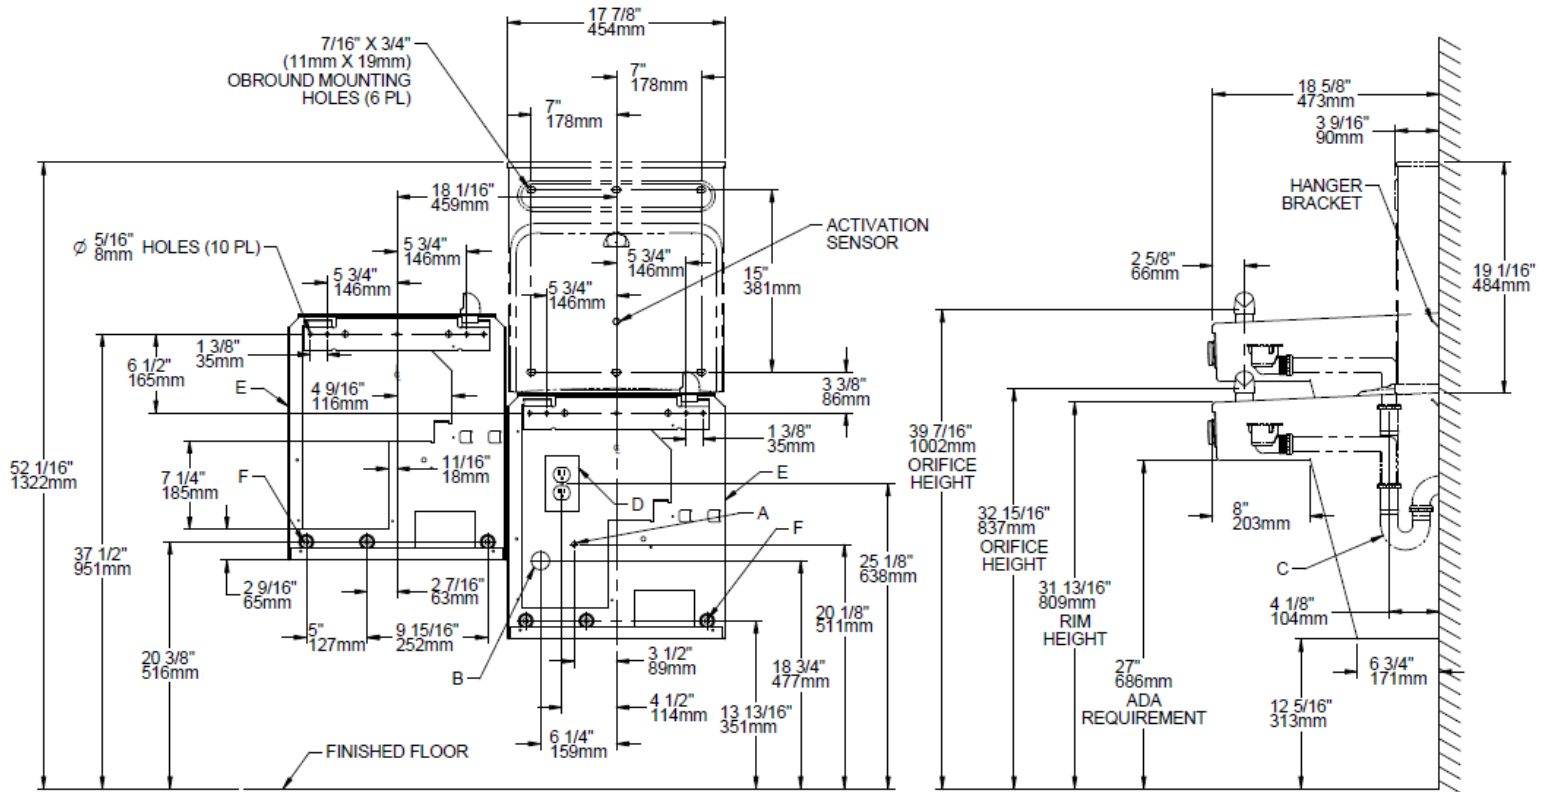 17 7/8"
454mm
7/16" X 3/4"
(11mm X 19mm)
OBROUND MOUNTING
HOLES (6 PL)
7"
178mm
7"
178mm
18 1/16"
459mm
ACTIVATION
SENSOR
Ø 5/16"
8mm
HOLES (10 PL)
5 3/4"
146mm
5 3/4"
146mm
5 3/4"
146mm
5 3/4"
146mm
15"
381mm
1 3/8"
35mm
6 1/2"
165mm
E
4 9/16"
116mm
3 3/8"
86mm
1 3/8"
35mm
52 1/16"
1322mm
7 1/4"
185mm
F
11/16"
18mm
E
D
A
F
37 1/2"
951mm
25 1/8"
638mm
2 9/16"
65mm
2 7/16"
63mm
20 1/8"
511mm
5"
127mm
9 15/16"
252mm
20 3/8"
516mm
B
3 1/2"
89mm
18 3/4"
477mm
4 1/2"
114mm
13 13/16"
351mm
6 1/4"
159mm
FINISHED FLOOR
18 5/8"
473mm
3 9/16"
90mm
HANGER
BRACKET
2 5/8"
66mm
19 1/16"
484mm
39 7/16"
1002mm
ORIFICE
HEIGHT
32 15/16"
837mm
ORIFICE
HEIGHT
8"
203mm
C
31 13/16"
809mm
RIM
HEIGHT
4 1/8"
104mm
27"
686mm
ADA
REQUIREMENT
6 3/4"
171mm
12 5/16"
313mm